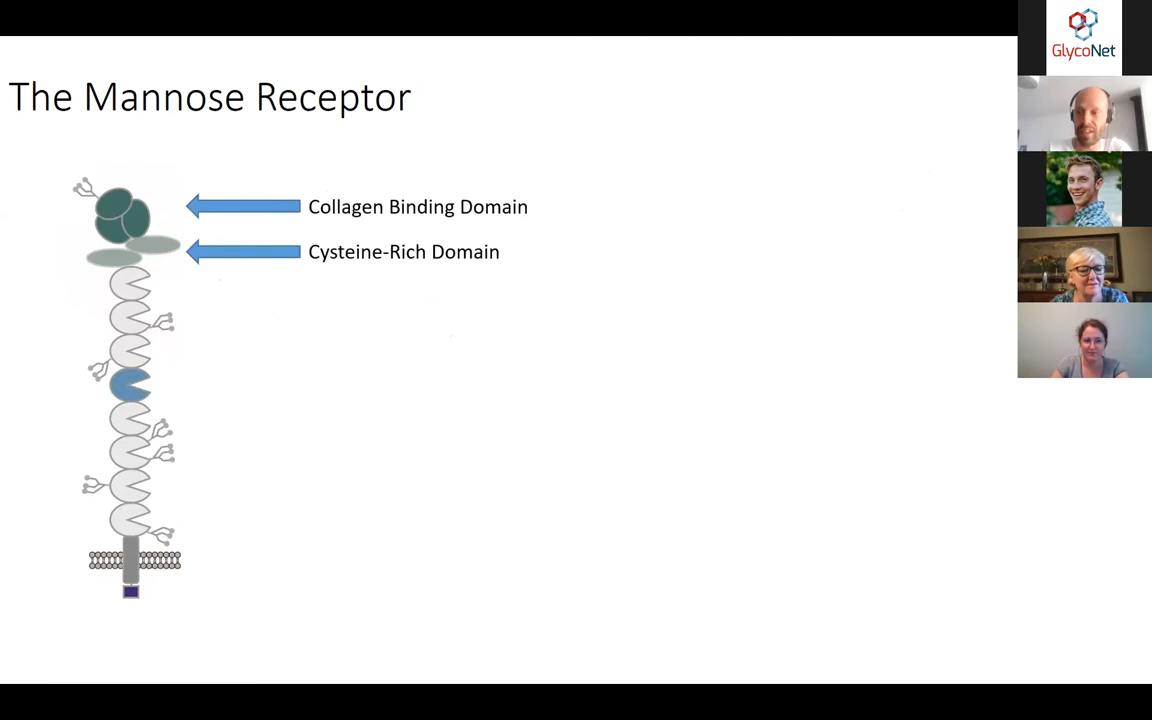 GlycoNet
The Mannose Receptor
Collagen Binding Domain
Cysteine-Rich Domain